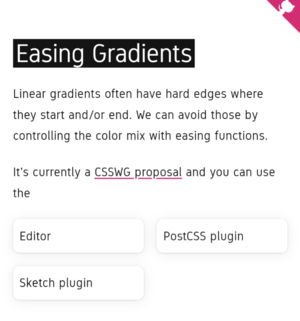 Easing Gradients
Linear gradients often have hard edges where
they start and/or end. We can avoid those by
controlling the color mix with easing functions.
It's currently a CSSWG proposal and you can use
the
Editor
PostCSS plugin
Sketch plugin